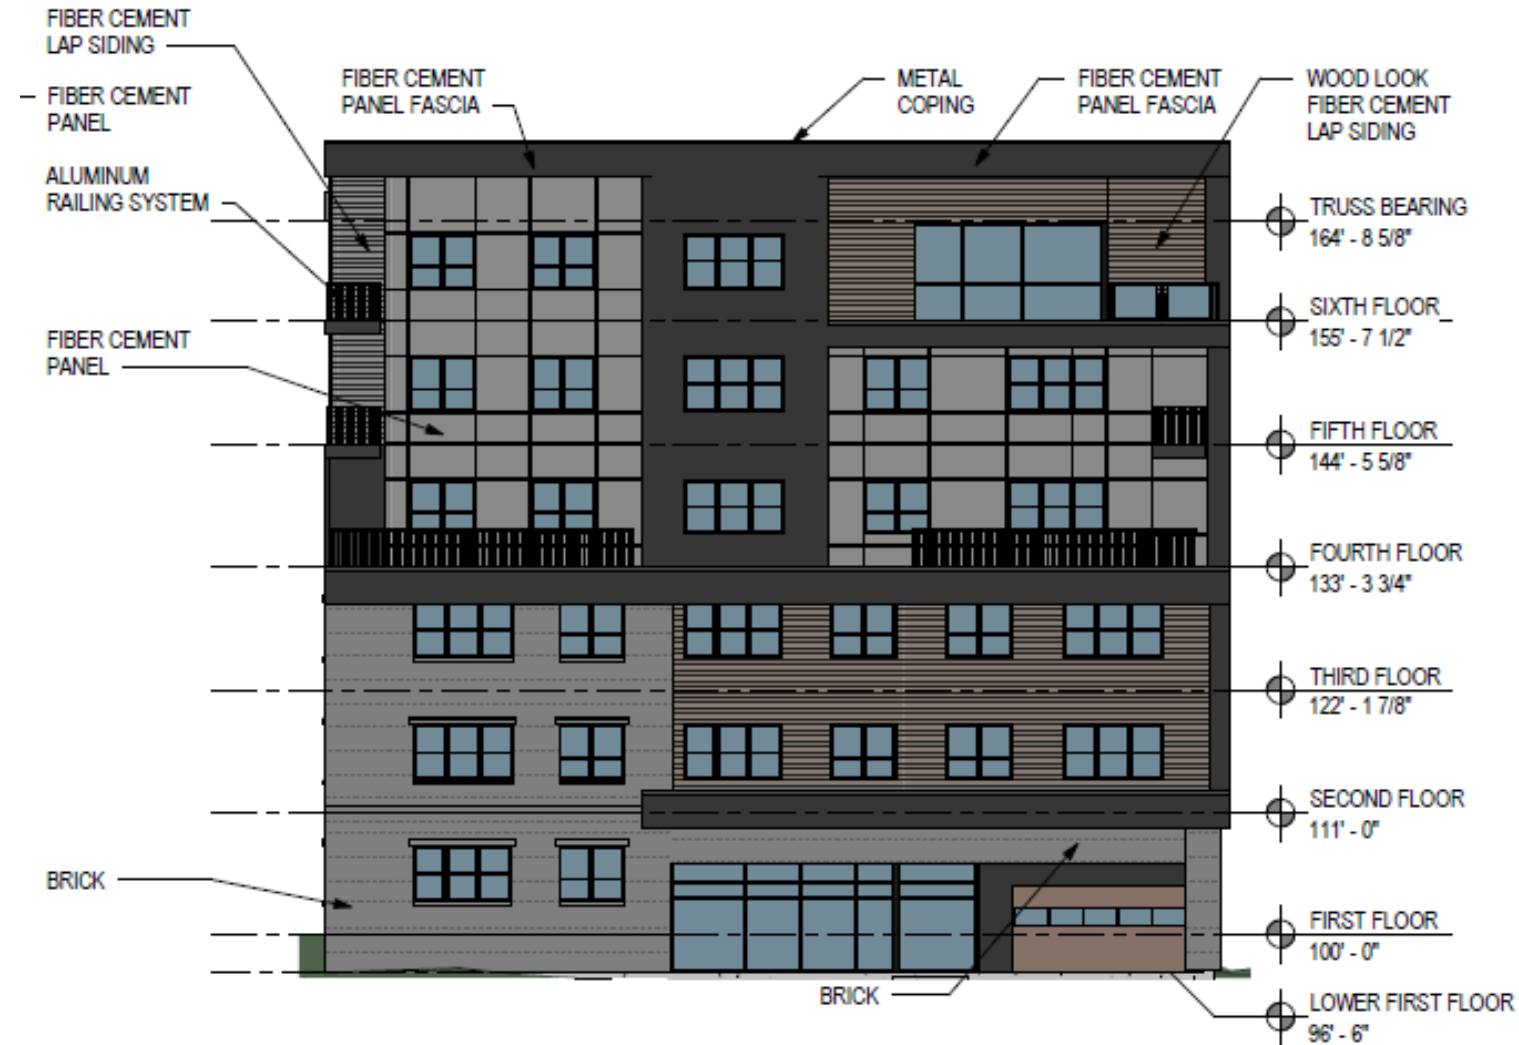 FIBER CEMENT
LAP SIDING
FIBER CEMENT
PANEL
ALUMINUM
RAILING SYSTEM
FIBER CEMENT
PANEL FASCIA
METAL
COPING
FIBER CEMENT
PANEL FASCIA
WOOD LOOK
FIBER CEMENT
LAP SIDING
TRUSS BEARING
164' - 8 5/8"
SIXTH FLOOR
155' - 7 1/2"
FIBER CEMENT
PANEL
FIFTH FLOOR
144' - 5 5/8"
FOURTH FLOOR
133' - 3 3/4"
THIRD FLOOR
122' - 1 7/8"
SECOND FLOOR
111' - 0"
BRICK
FIRST FLOOR
100' - 0"
BRICK
LOWER FIRST FLOOR
96' - 6"